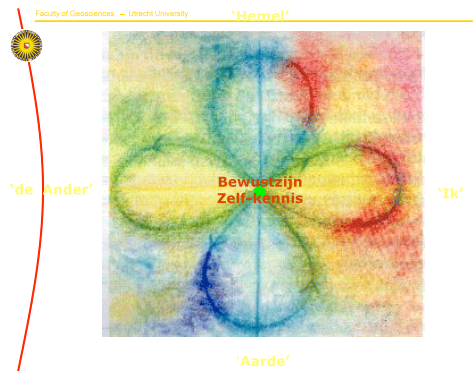 Faculty of Geosciences – Utrecht University
‘Hemel’
Bewustzijn
Zelf-kennis
‘de Ander’
‘Ik’
‘Aarde’